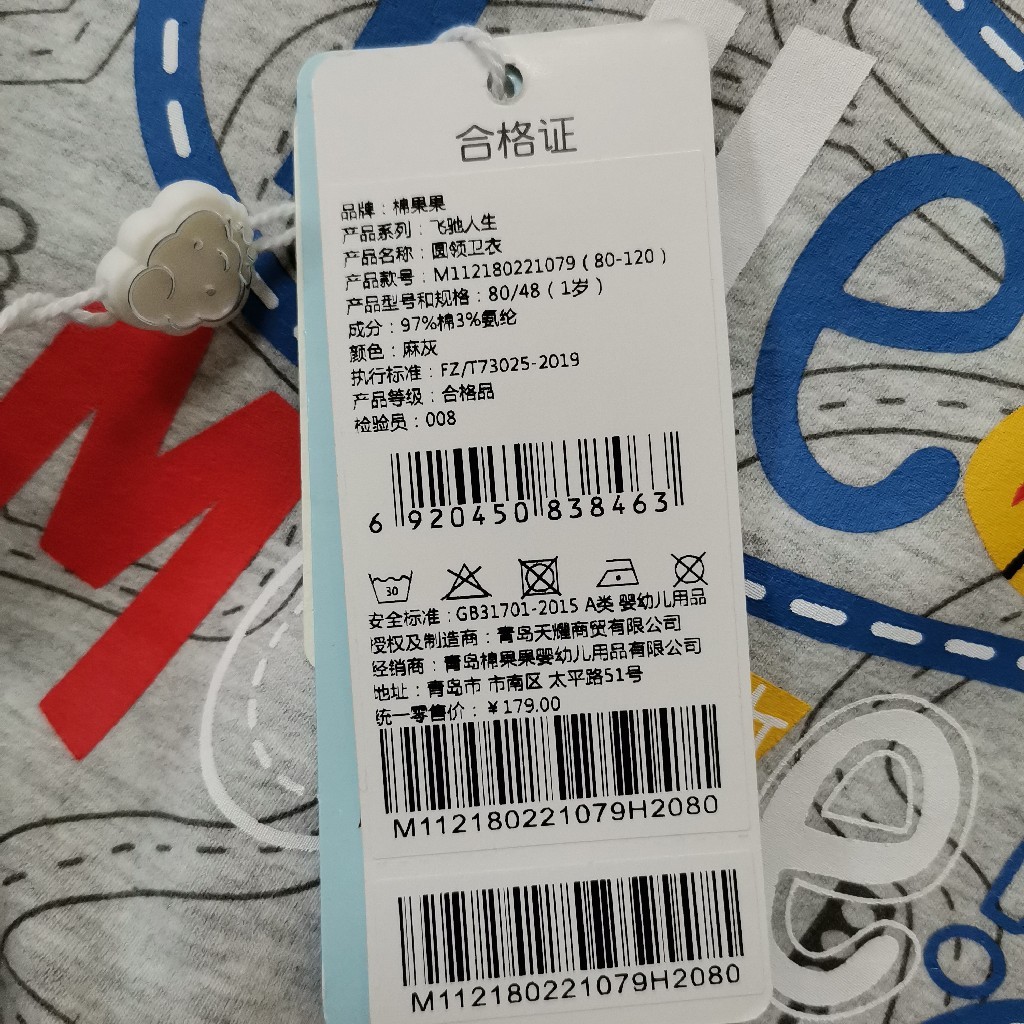 合格证
品牌：棉果果
产品系列：飞驰人生
产品名称：圆领卫衣
产品款号：M112180221079（80-120）
产品型号和规格：80/48（1岁）
成分：97%棉3%氨纶
颜色：麻灰
执行标准：FZ/T73025-2019
产品等级：合格品
检验员：008
6 920450 838463
30
安全标准：GB31701-2015 A类 婴幼儿用品
授权及制造商：青岛天耀商贸有限公司
经销商：青岛棉果果婴幼儿用品有限公司
地址：青岛市 市南区 太平路51号
统一零售价：￥179.00
M112180221079H2080
M112180221079H2080